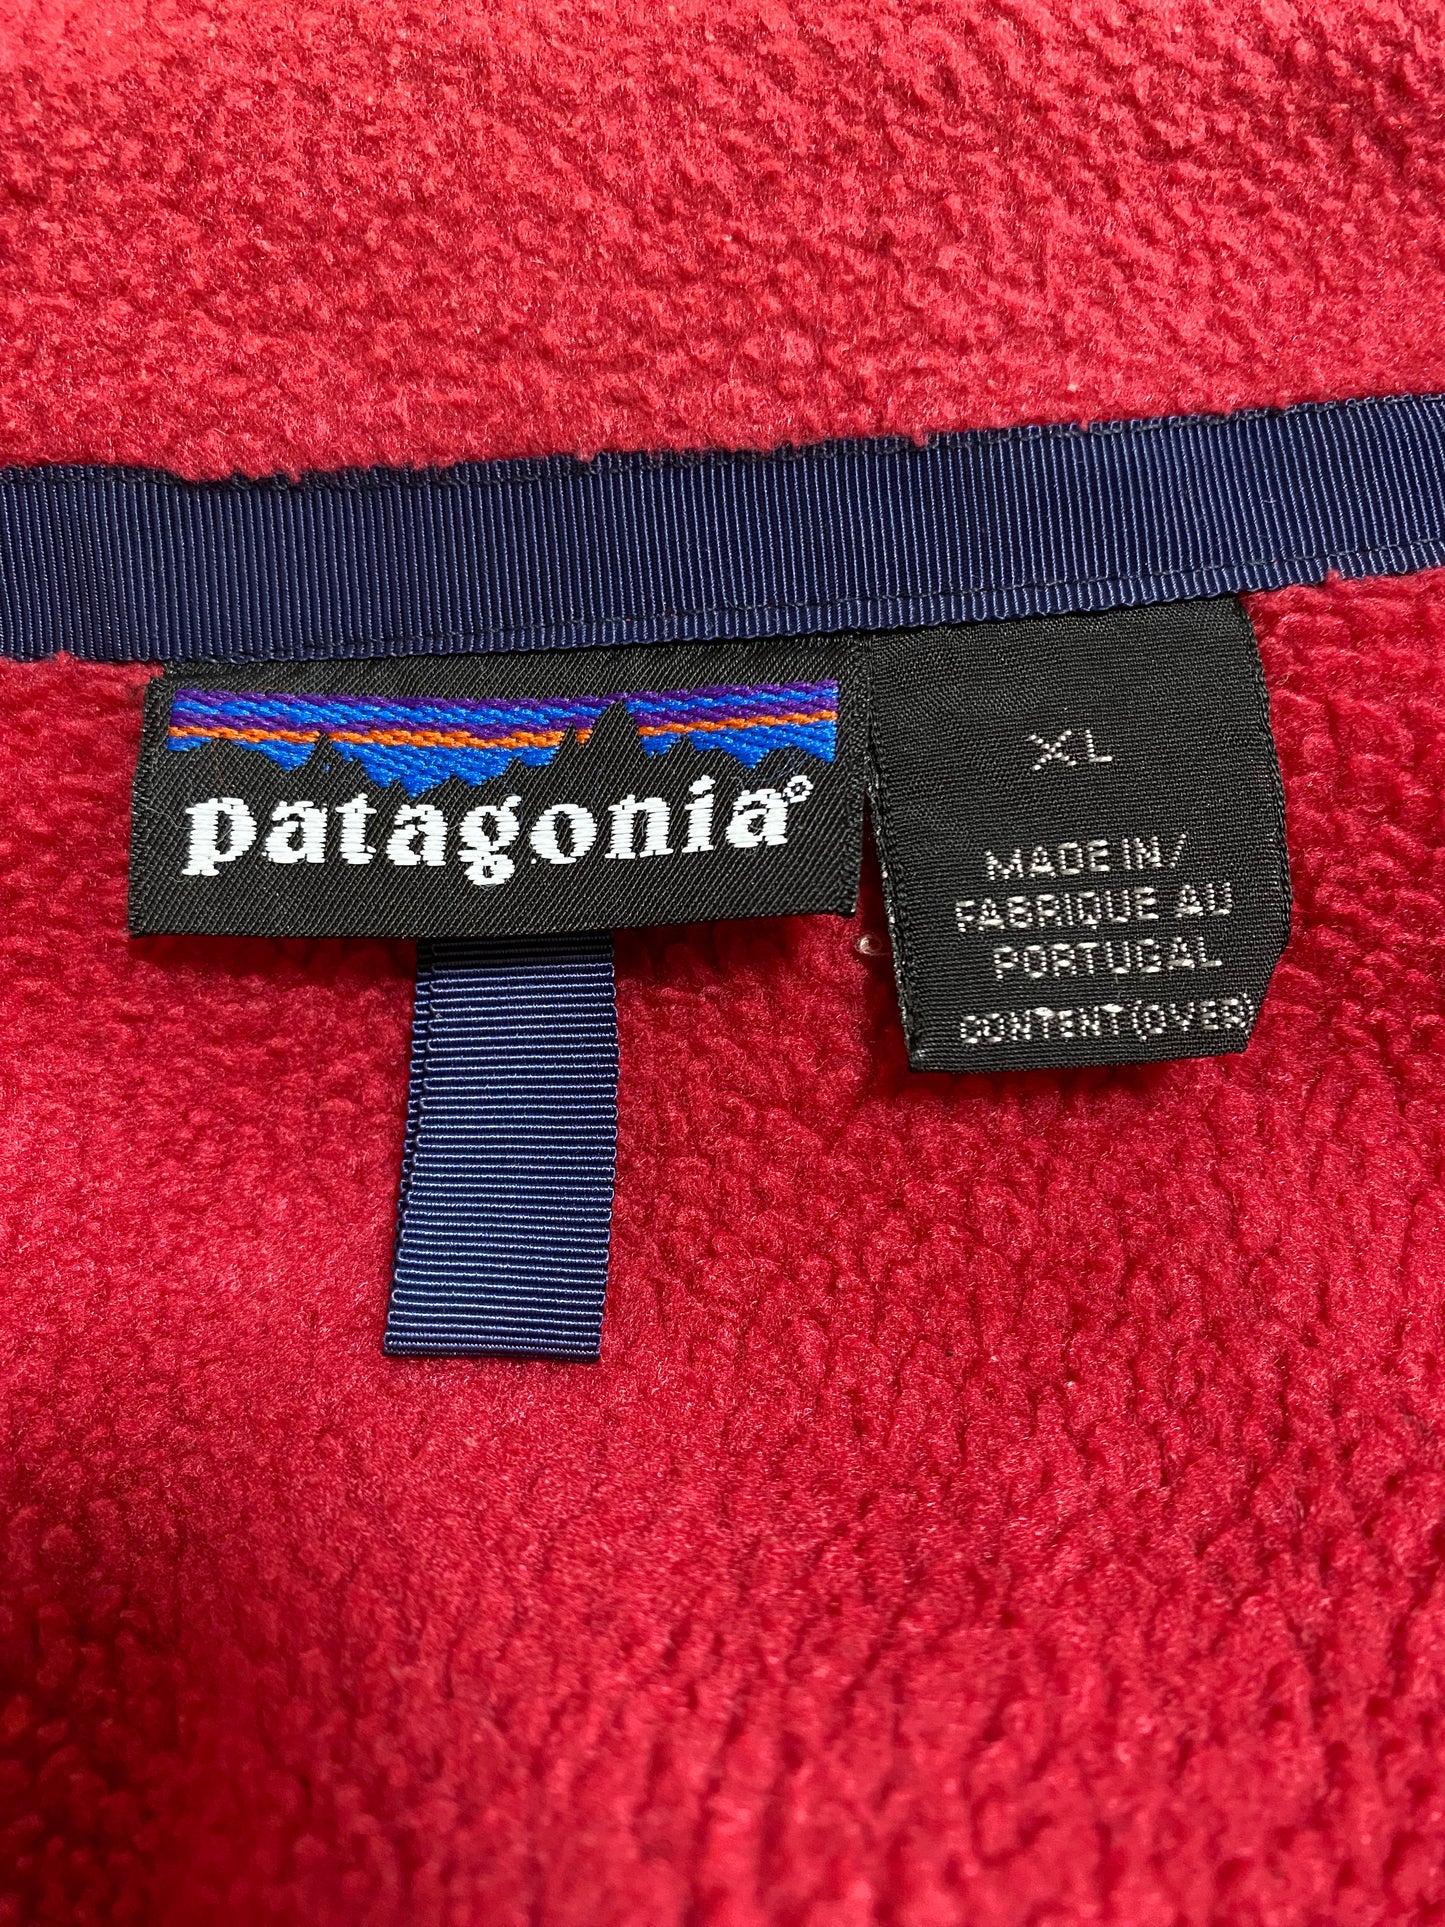 patagonia®
XL
MADE IN/
FABRIQUE AU
PORTUGAL
CONTENT (OVER)